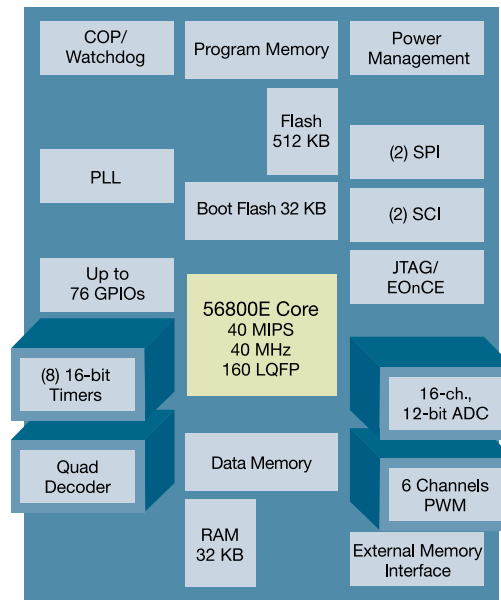 COP/
Watchdog
Program Memory
Power
Management
Flash
512 KB
(2) SPI
PLL
Boot Flash 32 KB
(2) SCI
Up to
76 GPIOs
JTAG/
EOnCE
56800E Core
40 MIPS
40 MHz
160 LQFP
(8) 16-bit
Timers
16-ch.,
12-bit ADC
Quad
Decoder
Data Memory
6 Channels
PWM
RAM
32 KB
External Memory
Interface